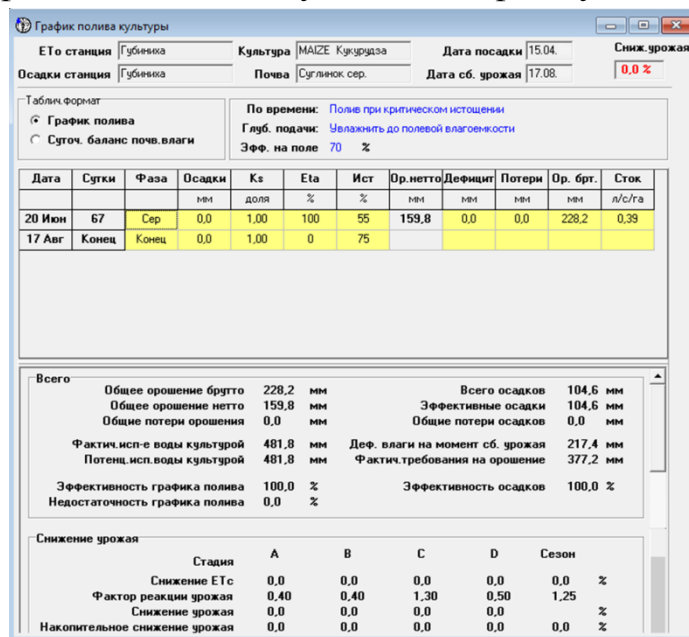 График полива культуры
ЕТо станция Губиниха Культура MAIZE Кукурудза Дата посадки 15.04. Сниж.урожая
Осадки станция Губиниха Почва Суглинок сер. Дата сб. урожая 17.08. 0,0 %
Таблич.формат
График полива
Суточ. баланс почв.влаги
По времени: Полив при критическом истощении
Глуб. подачи: Увлажнить до полевой влагоемкости
Эфф. на поле 70 %
Дата Сутки Фаза Осадки Ks Eta Ист Ор.нетто Дефицит Потери Ор. брт. Сток
мм доля % % мм мм мм мм л/с/га
20 Июн 67 Сер 0,0 1,00 100 55 159,8 0,0 0,0 228,2 0,39
17 Авг Конец Конец 0,0 1,00 0 75
Всего
Общее орошение брутто 228,2 мм Всего осадков 104,6 мм
Общее орошение нетто 159,8 мм Эффективные осадки 104,6 мм
Общие потери орошения 0,0 мм Общие потери осадков 0,0 мм
Фактич.исп-е воды культурой 481,8 мм Деф. влаги на момент сб. урожая 217,4 мм
Потенц.исп.воды культурой 481,8 мм Фактич.требования на орошение 377,2 мм
Эффективность графика полива 100,0 % Эффективность осадков 100,0 %
Недостаточность графика полива 0,0 %
Снижение урожая
Стадия A B C D Сезон
Снижение ETc 0,0 0,0 0,0 0,0 0,0 %
Фактор реакции урожая 0,40 0,40 1,30 0,50 1,25
Снижение урожая 0,0 0,0 0,0 0,0 %
Накопительное снижение урожая 0,0 0,0 0,0 0,0 0,0 %